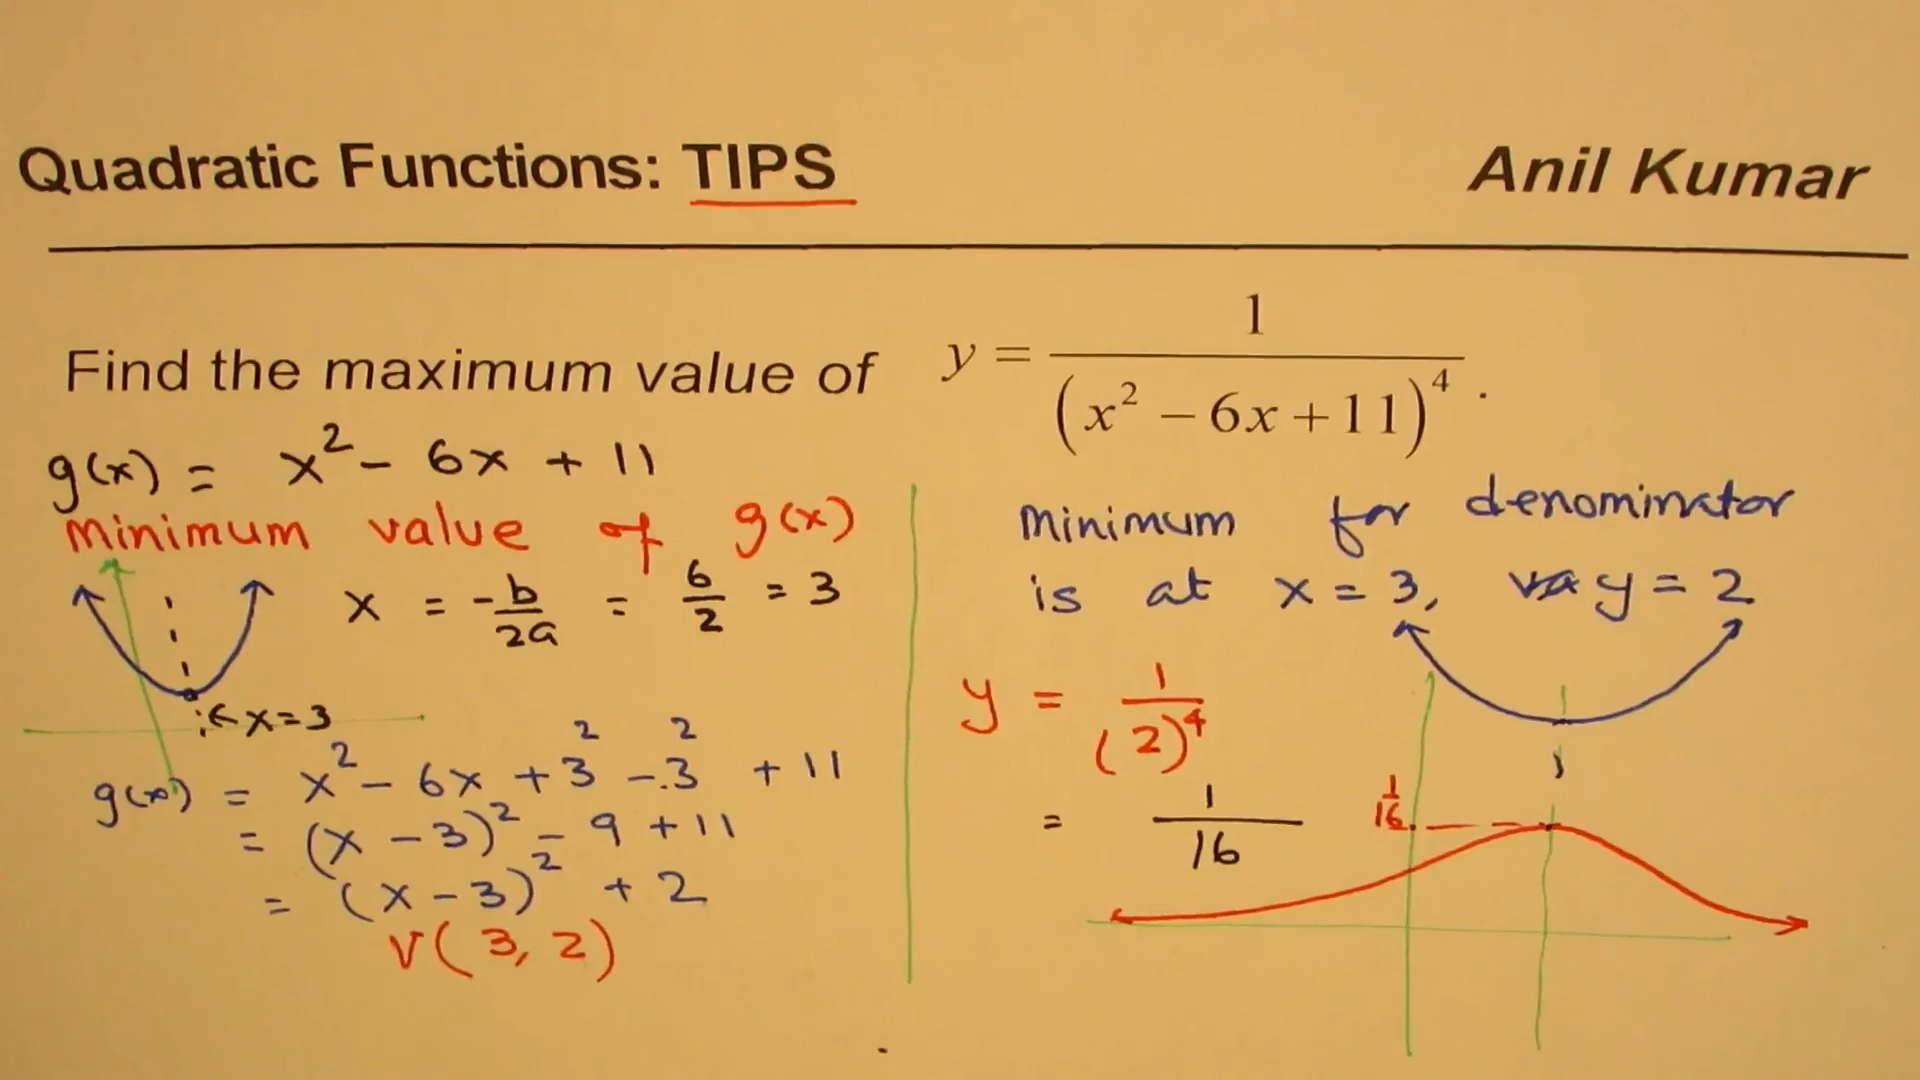 Quadratic Functions: TIPS
Anil Kumar
Find the maximum value of y = 1/(x² − 6x + 11)⁴ .
g(x) = x² − 6x + 11
minimum value of g(x)
x = −b/2a = 6/2 = 3
x = 3
g(x) = x² − 6x + 3² − 3² + 11
= (x − 3)² − 9 + 11
= (x − 3)² + 2
V(3, 2)
minimum for denominator
is at x = 3, y = 2
y = 1/(2)⁴
= 1/16
1/16